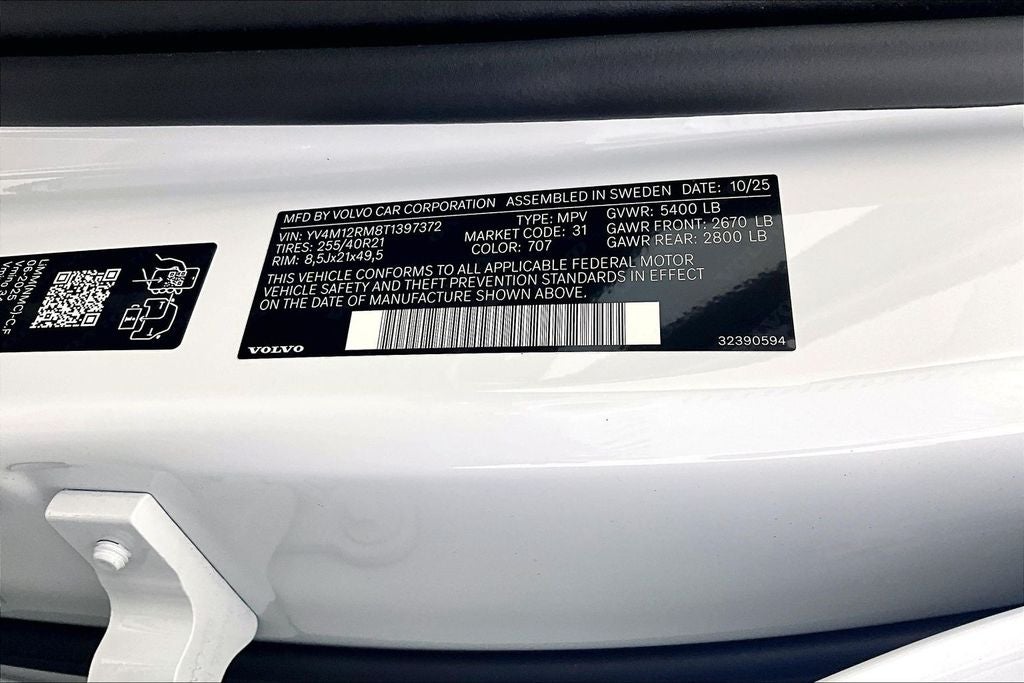 MFD BY VOLVO CAR CORPORATION ASSEMBLED IN SWEDEN DATE: 10/25
VIN: YV4M12RM8T1397372 TYPE: MPV GVWR: 5400 LB
TIRES: 255/40R21 MARKET CODE: 31 GAWR FRONT: 2670 LB
RIM: 8,5Jx21x49,5 COLOR: 707 GAWR REAR: 2800 LB
THIS VEHICLE CONFORMS TO ALL APPLICABLE FEDERAL MOTOR
VEHICLE SAFETY AND THEFT PREVENTION STANDARDS IN EFFECT
ON THE DATE OF MANUFACTURE SHOWN ABOVE.
VOLVO 32390594
06-2025